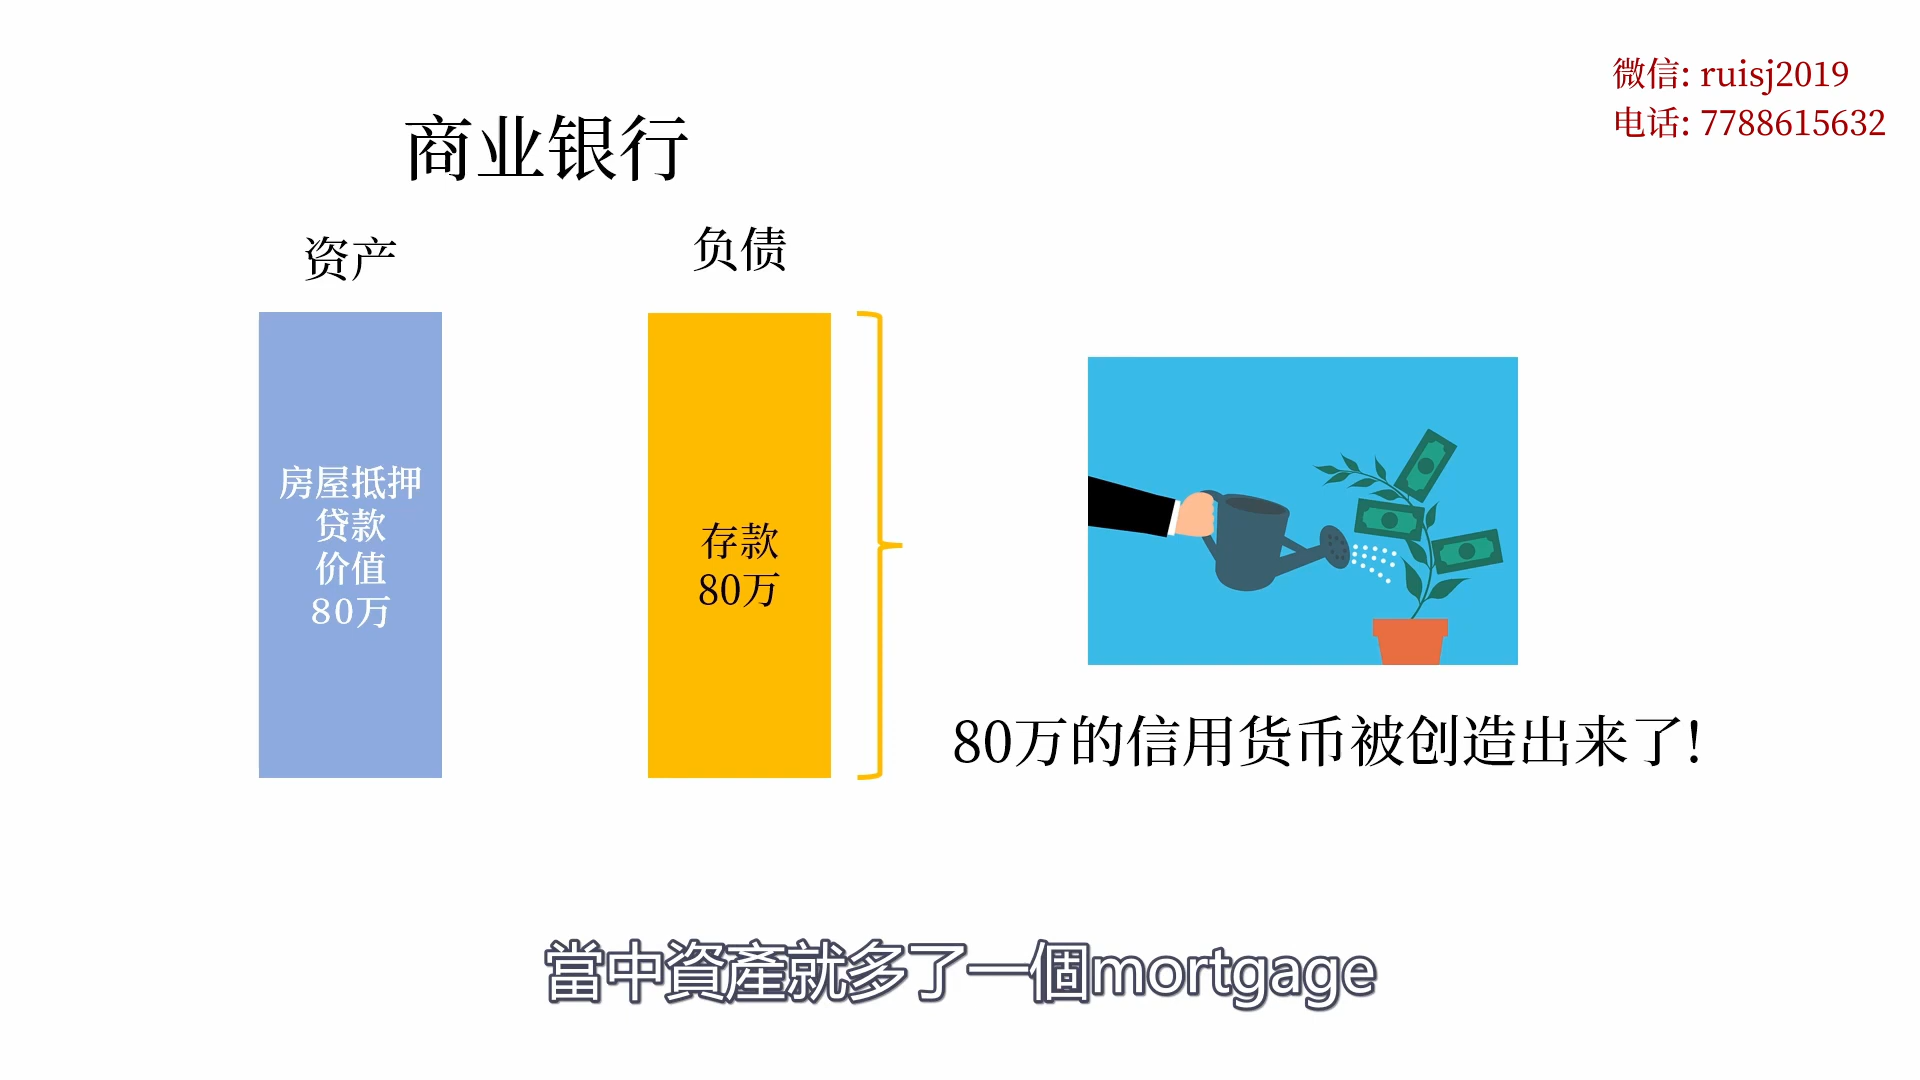 微信: ruisj2019
电话: 7788615632
商业银行
资产
负债
房屋抵押
贷款
价值
80万
存款
80万
80万的信用货币被创造出来了!
當中資產就多了一個mortgage